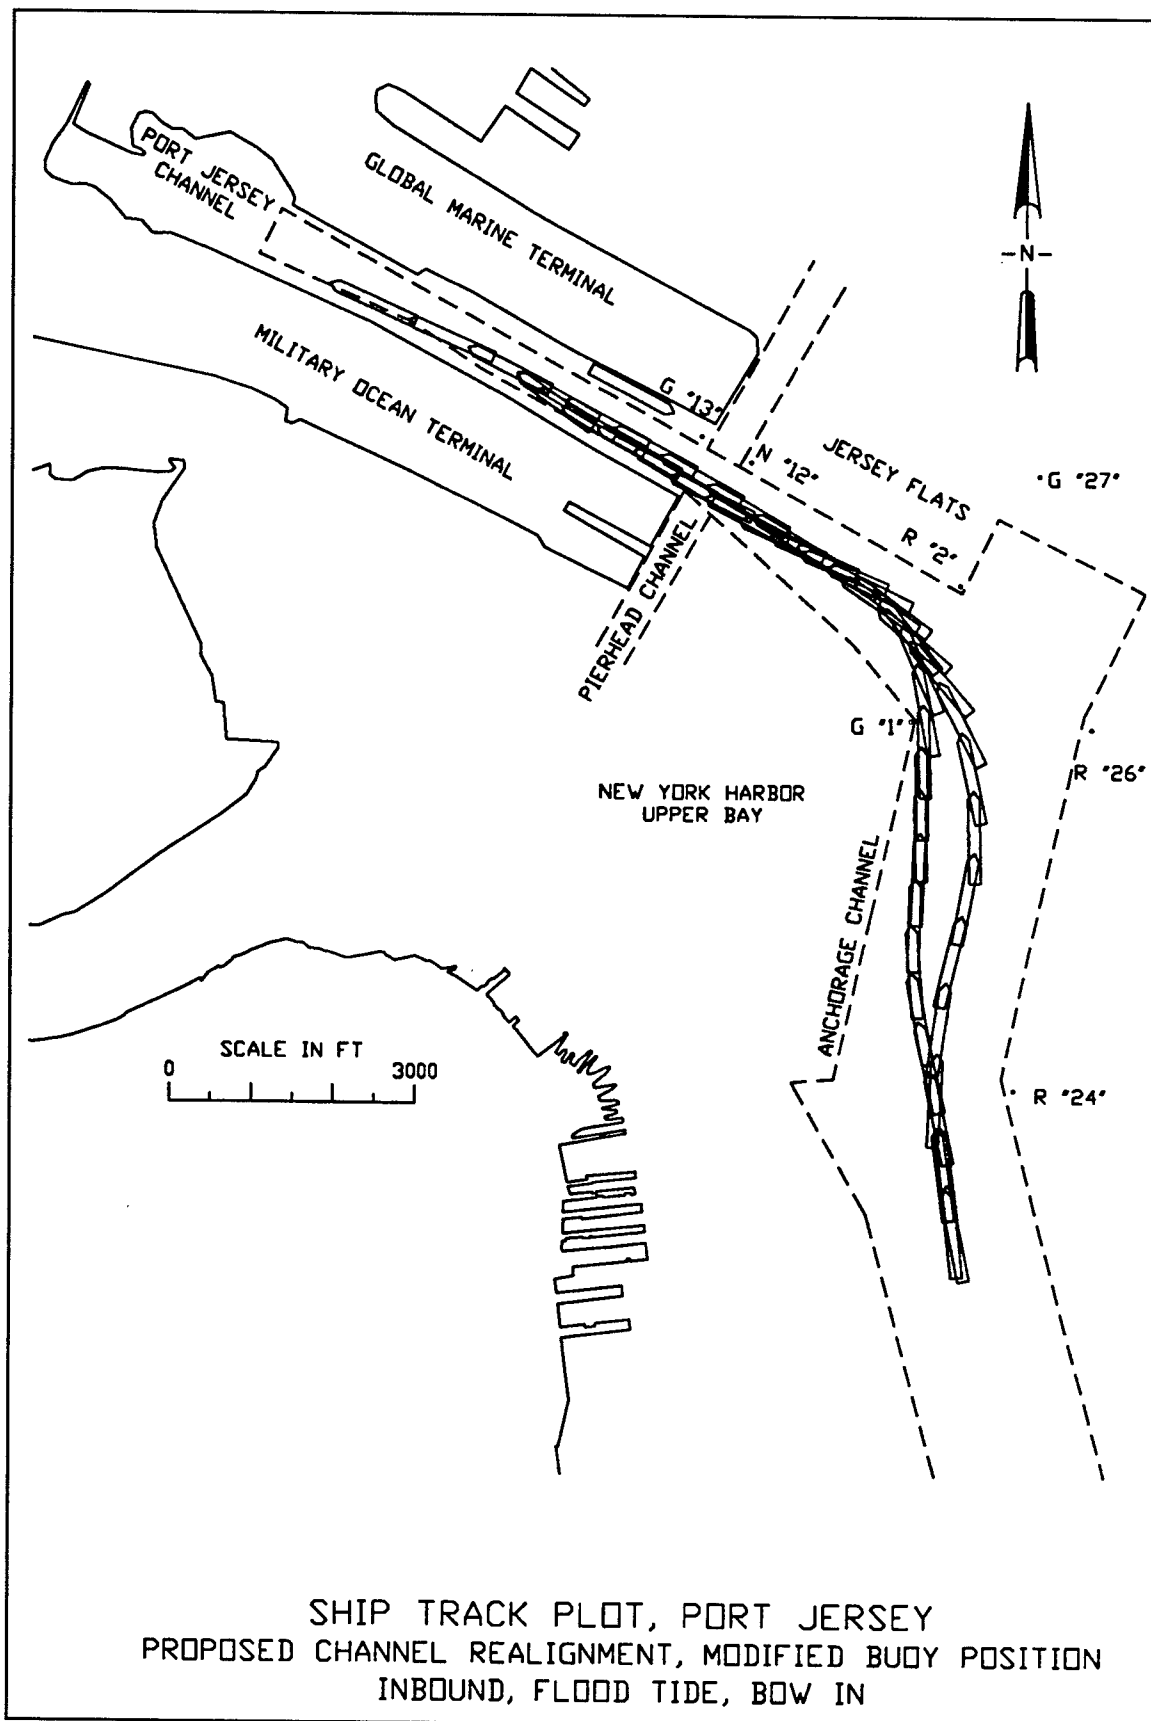 PORT JERSEY
CHANNEL
GLOBAL MARINE TERMINAL
-N-
MILITARY OCEAN TERMINAL
G "13"
N "12"
JERSEY FLATS
G "27"
R "2"
PIERHEAD CHANNEL
G "1"
R "26"
NEW YORK HARBOR
UPPER BAY
ANCHORAGE CHANNEL
SCALE IN FT
0 3000
R "24"
SHIP TRACK PLOT, PORT JERSEY
PROPOSED CHANNEL REALIGNMENT, MODIFIED BUOY POSITION
INBOUND, FLOOD TIDE, BOW IN